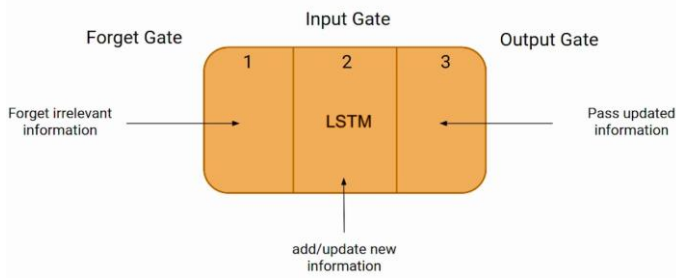 Input Gate
Forget Gate
Output Gate
1
2
3
LSTM
Forget irrelevant
information
Pass updated
information
add/update new
information